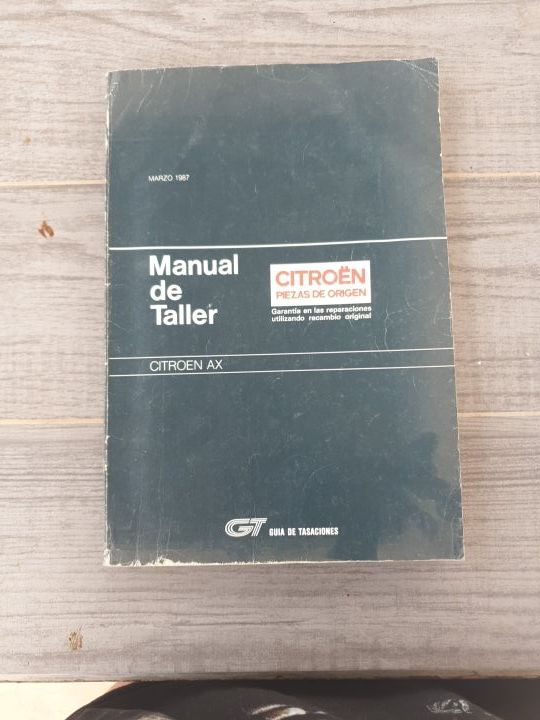 MARZO 1987
Manual
de
Taller
CITROËN
PIEZAS DE ORIGEN
Garantía en las reparaciones
utilizando recambio original
CITROEN AX
GT GUIA DE TASACIONES